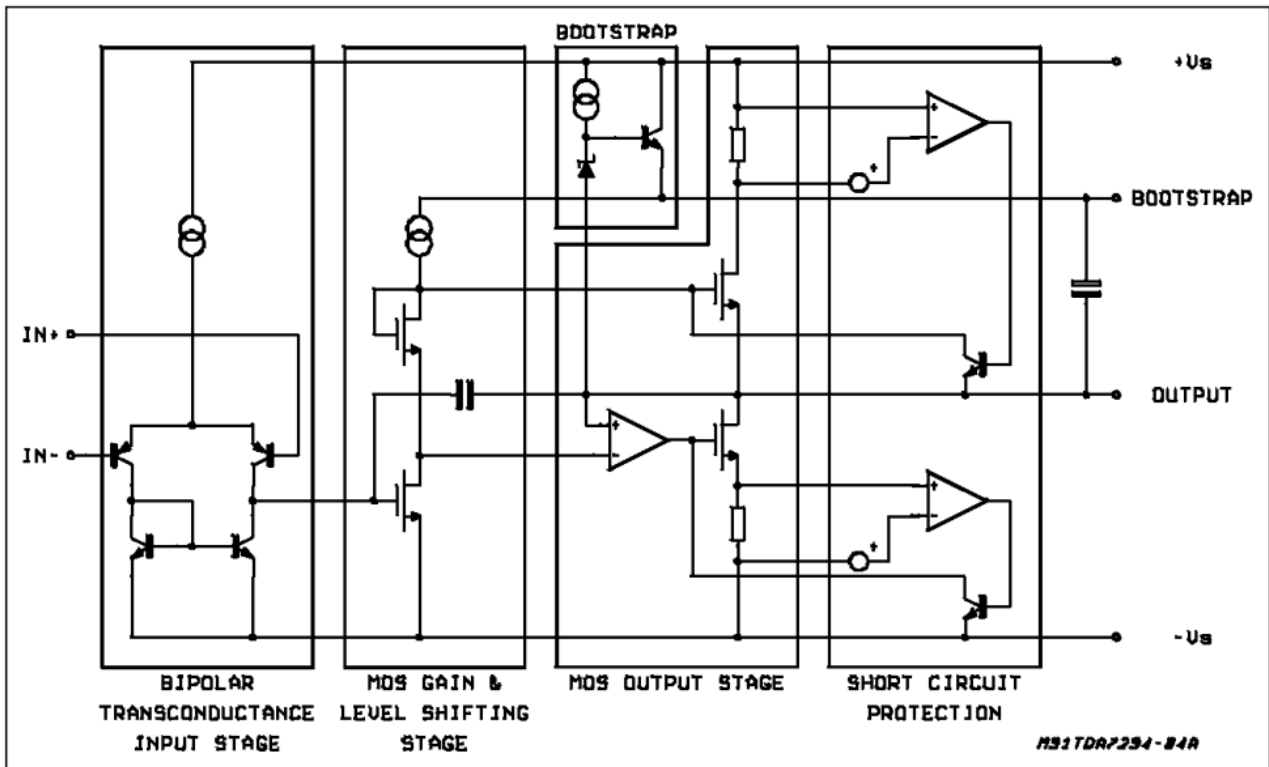 BOOTSTRAP
+Vs
+
-
+
BOOTSTRAP
IN+
OUTPUT
IN-
+
-
+
-
+
-Vs
BIPOLAR
TRANSCONDUCTANCE
INPUT STAGE
MOS GAIN &
LEVEL SHIFTING
STAGE
MOS OUTPUT STAGE
SHORT CIRCUIT
PROTECTION
M91TDA7294-04A